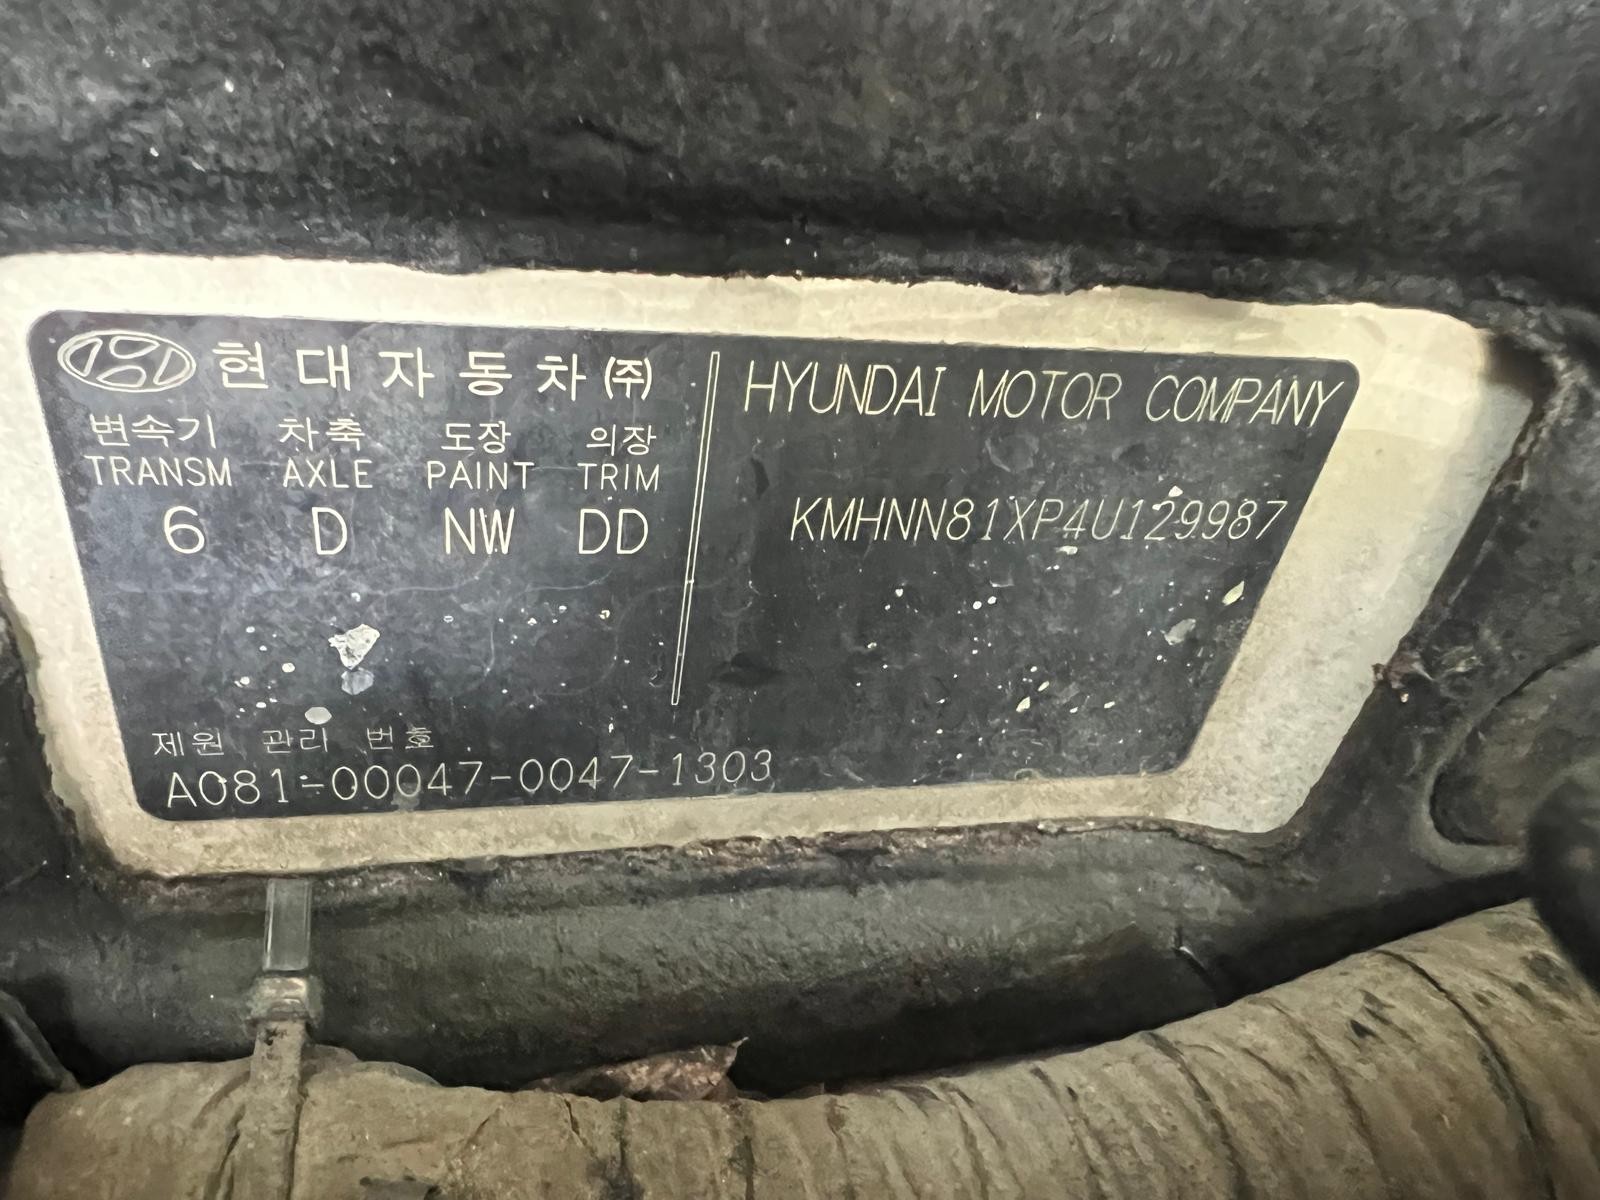 현대자동차㈜
변속기 차축 도장 의장
TRANSM AXLE PAINT TRIM
6 D NW DD
제원 관리 번호
A081-00047-0047-1303
HYUNDAI MOTOR COMPANY
KMHNN81XP4U129987